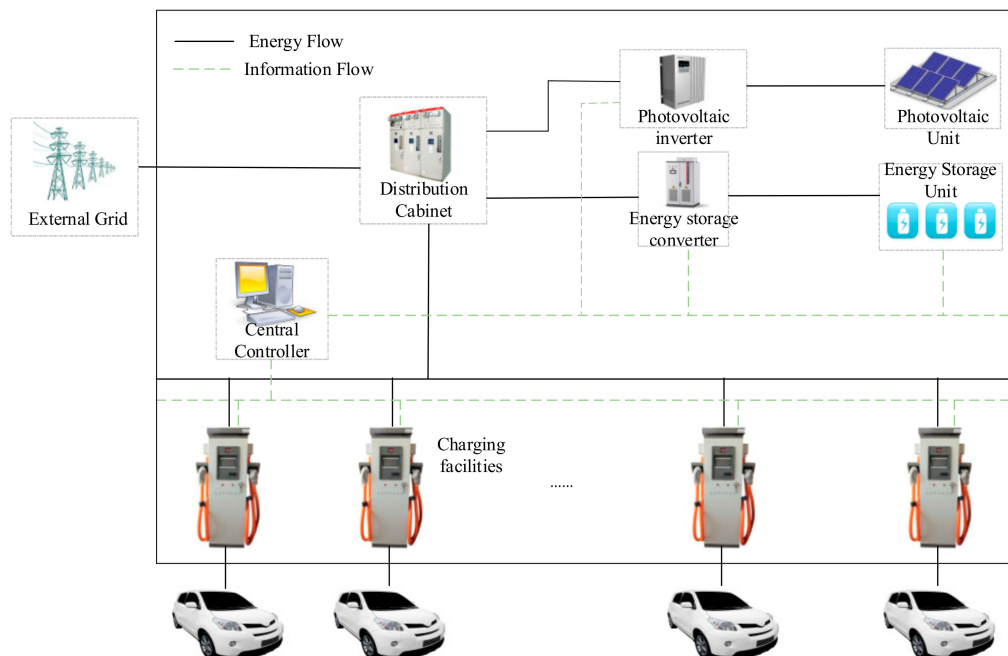 Energy Flow
Information Flow
External Grid
Distribution
Cabinet
Photovoltaic
inverter
Photovoltaic
Unit
Energy storage
converter
Energy Storage
Unit
Central
Controller
Charging
facilities
......